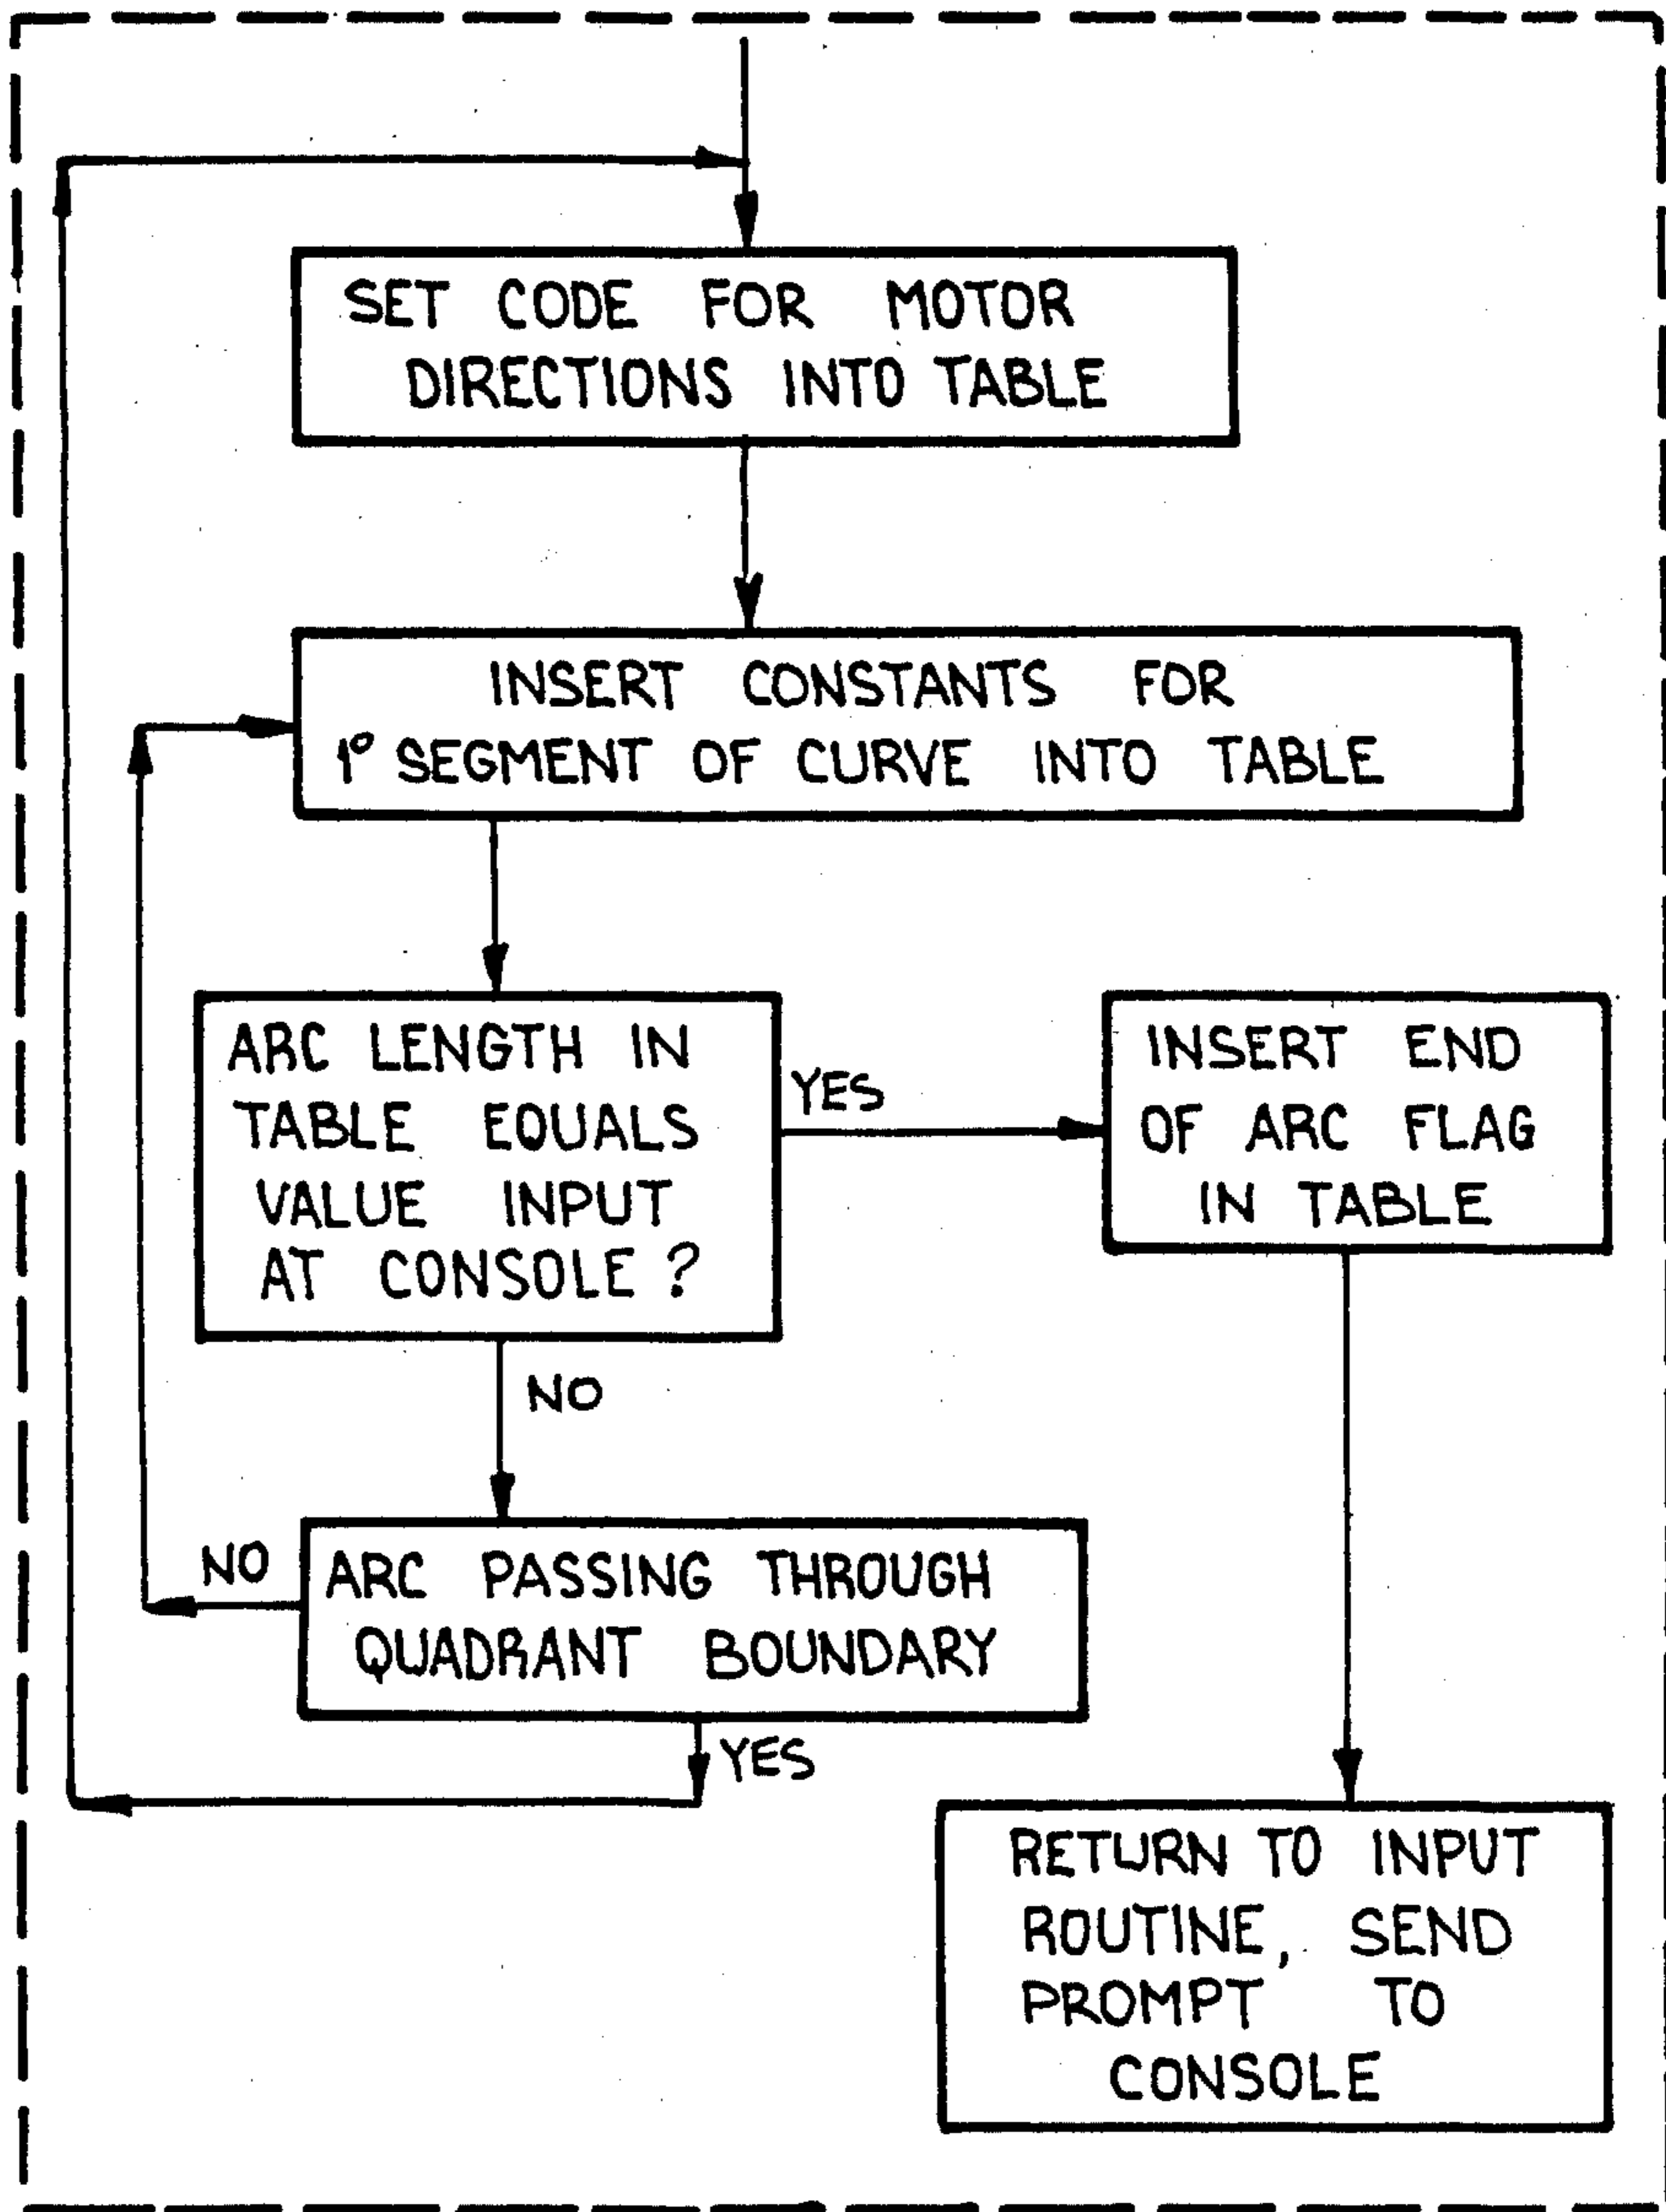 SET CODE FOR MOTOR
DIRECTIONS INTO TABLE
INSERT CONSTANTS FOR
1° SEGMENT OF CURVE INTO TABLE
ARC LENGTH IN
TABLE EQUALS
VALUE INPUT
AT CONSOLE ?
YES
INSERT END
OF ARC FLAG
IN TABLE
NO
NO
ARC PASSING THROUGH
QUADRANT BOUNDARY
YES
RETURN TO INPUT
ROUTINE, SEND
PROMPT TO
CONSOLE